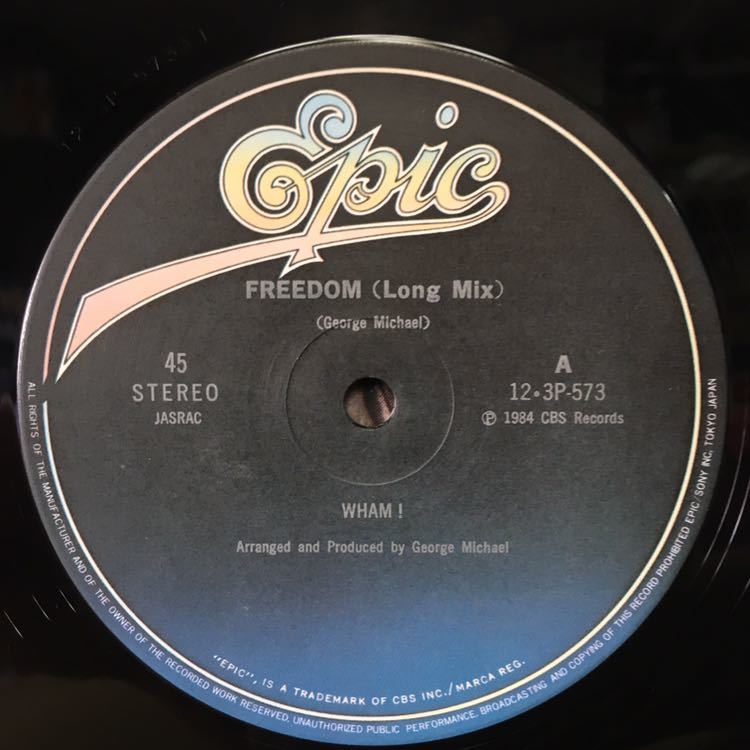 Epic
FREEDOM (Long Mix)
(George Michael)
45
STEREO
JASRAC
A
12•3P-573
Ⓟ 1984 CBS Records
WHAM !
Arranged and Produced by George Michael
"EPIC", IS A TRADEMARK OF CBS INC./MARCA REG.
ALL RIGHTS OF THE MANUFACTURER AND OF THE OWNER OF THE RECORDED WORK RESERVED, UNAUTHORIZED PUBLIC PERFORMANCE, BROADCASTING AND COPYING OF THIS RECORD PROHIBITED EPIC/SONY INC. TOKYO JAPAN